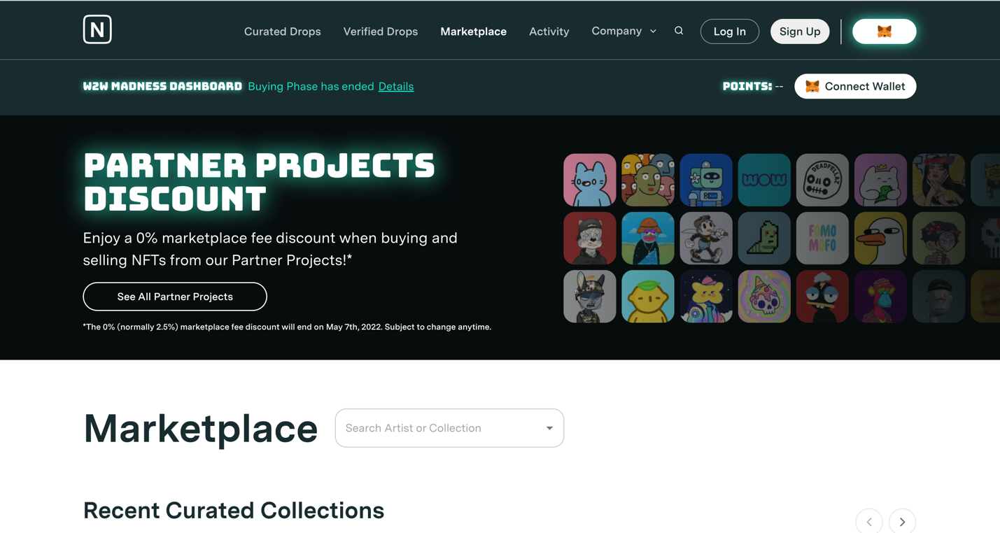 N
Curated Drops
Verified Drops
Marketplace
Activity
Company
Log In
Sign Up
W2W MADNESS DASHBOARD
Buying Phase has ended Details
POINTS: --
Connect Wallet
PARTNER PROJECTS
DISCOUNT
Enjoy a 0% marketplace fee discount when buying and
selling NFTs from our Partner Projects!*
See All Partner Projects
*The 0% (normally 2.5%) marketplace fee discount will end on May 7th, 2022. Subject to change anytime.
WOW
DEADFELLAZ
FOMO
MOFO
Marketplace
Search Artist or Collection
Recent Curated Collections